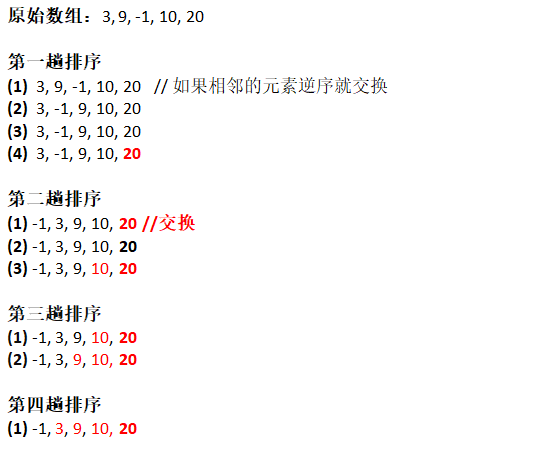 原始数组：3, 9, -1, 10, 20
第一趟排序
(1) 3, 9, -1, 10, 20 // 如果相邻的元素逆序就交换
(2) 3, -1, 9, 10, 20
(3) 3, -1, 9, 10, 20
(4) 3, -1, 9, 10, 20
第二趟排序
(1) -1, 3, 9, 10, 20 //交换
(2) -1, 3, 9, 10, 20
(3) -1, 3, 9, 10, 20
第三趟排序
(1) -1, 3, 9, 10, 20
(2) -1, 3, 9, 10, 20
第四趟排序
(1) -1, 3, 9, 10, 20